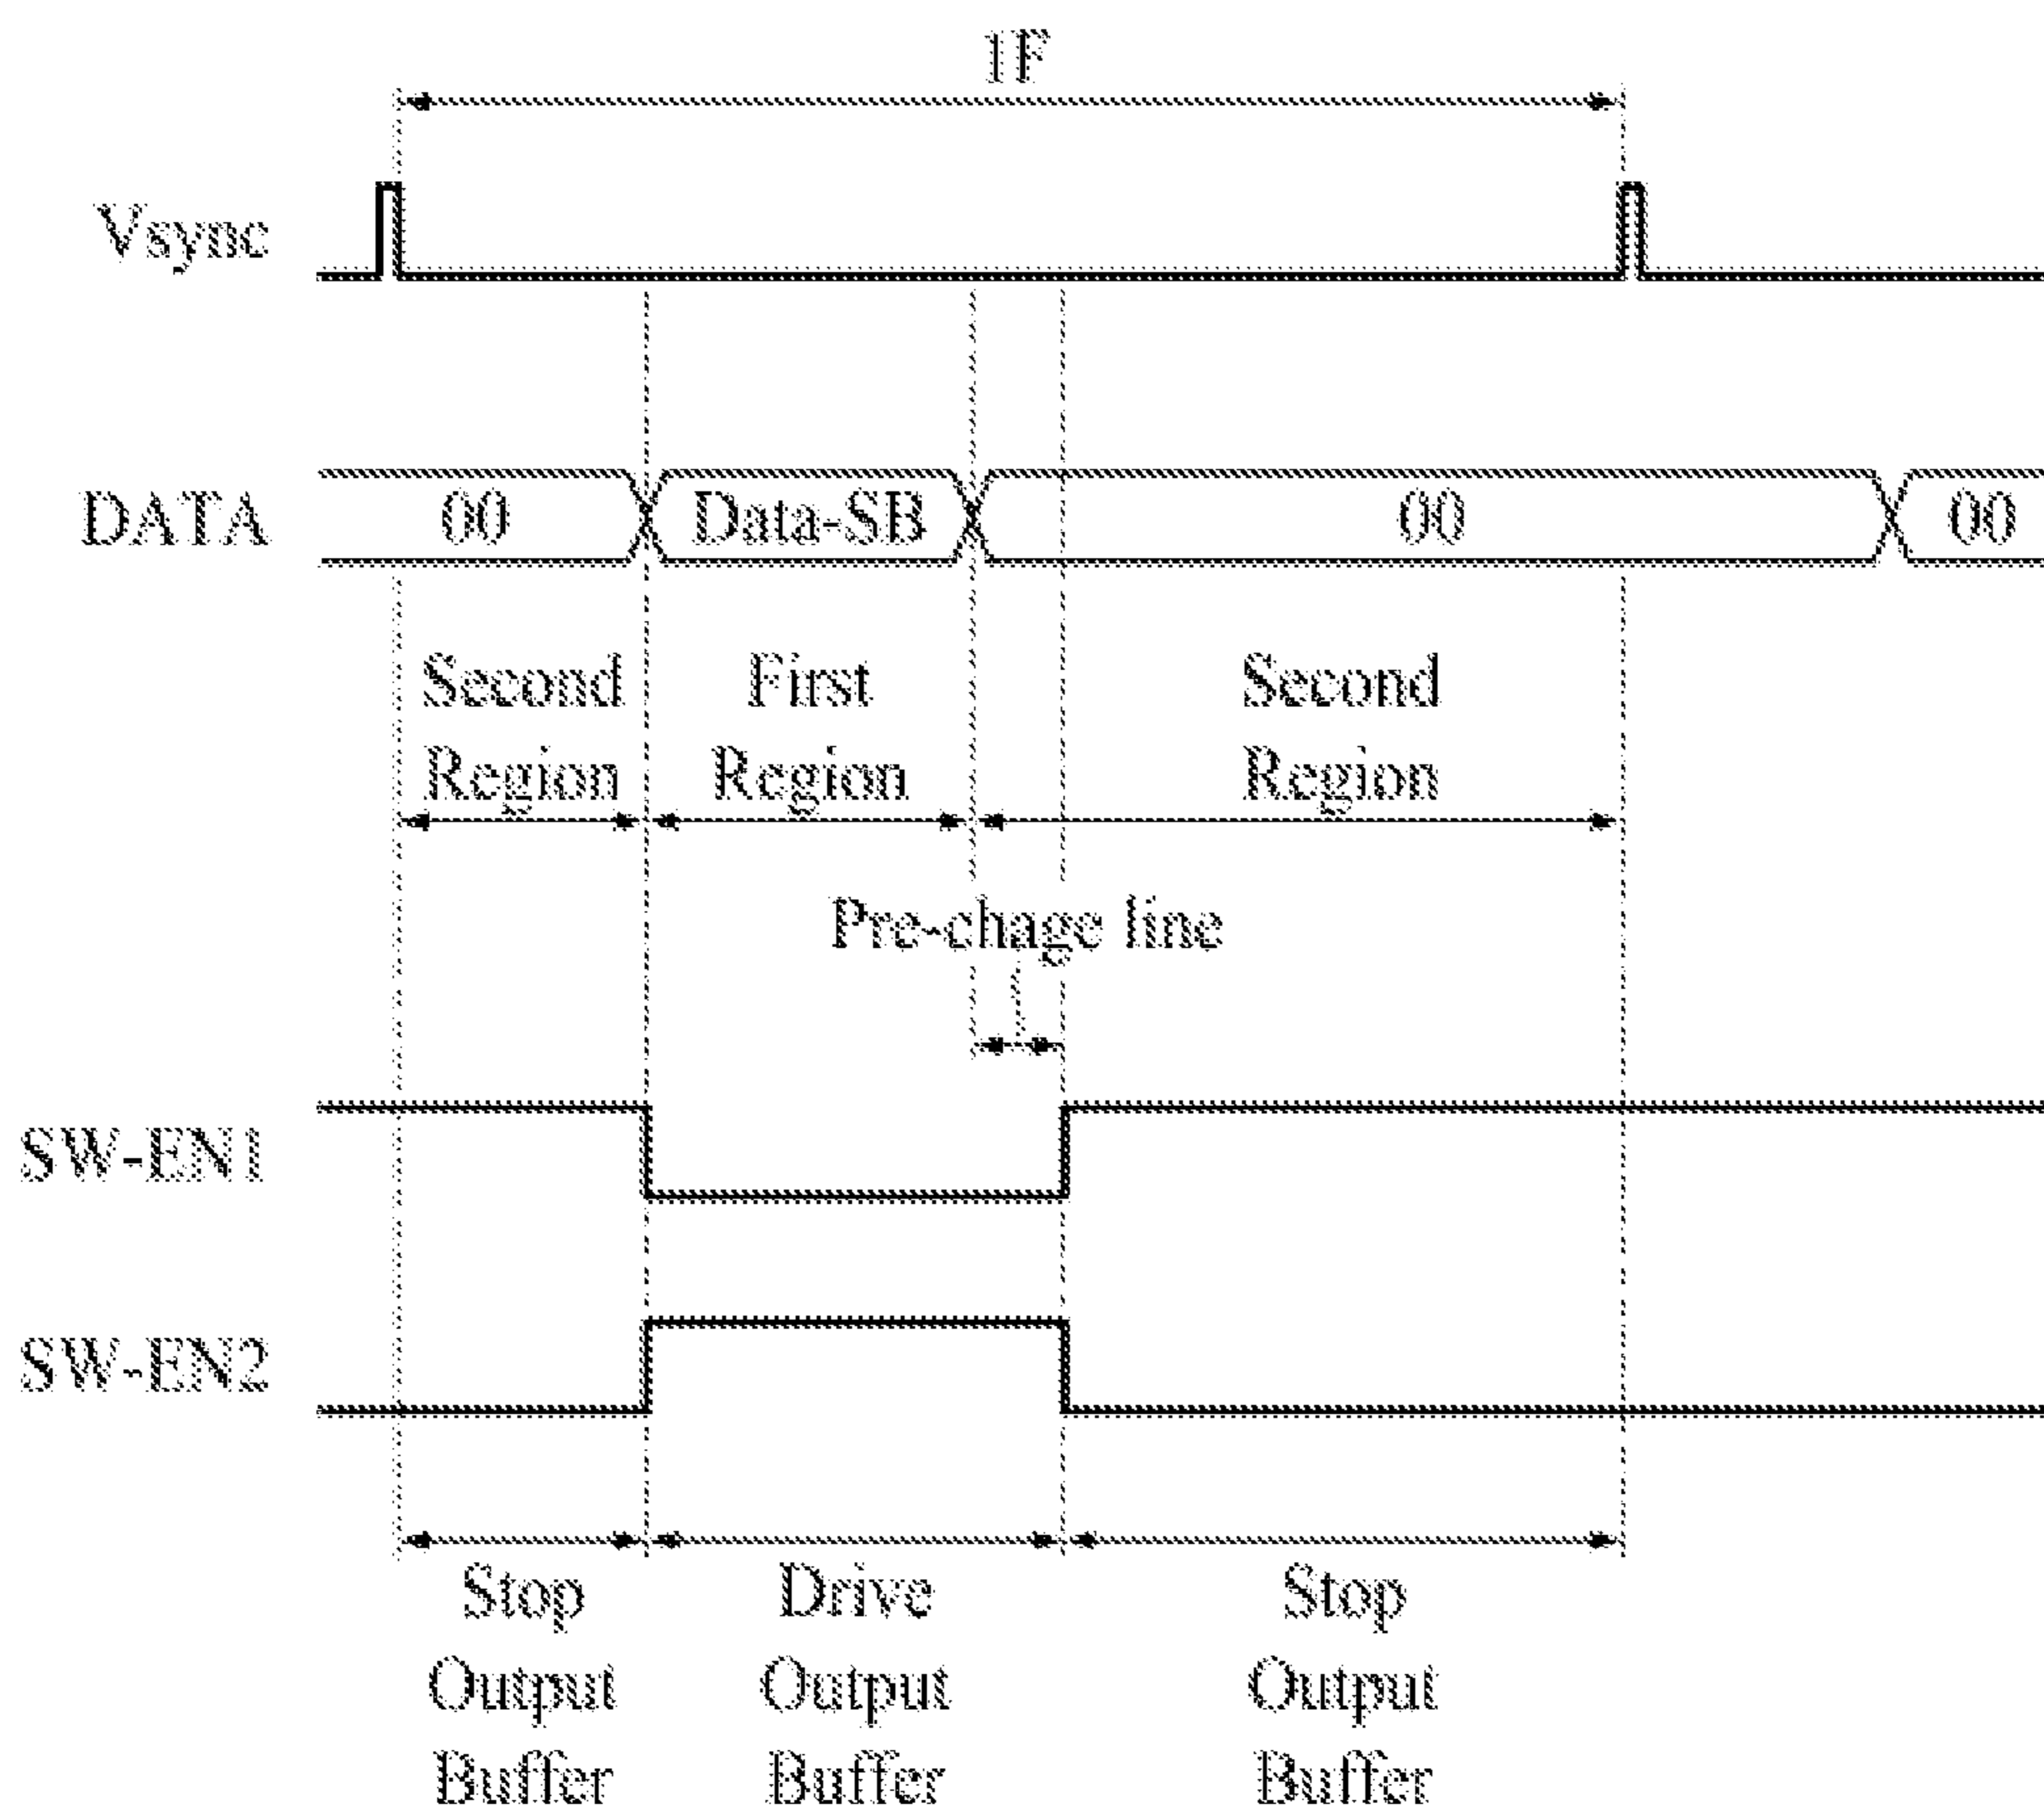 1F
Vsync
DATA 00 Data-SB 00 00
Second First Second
Region Region Region
Pre-chage line
SW-EN1
SW-EN2
Stop Drive Stop
Output Output Output
Buffer Buffer Buffer